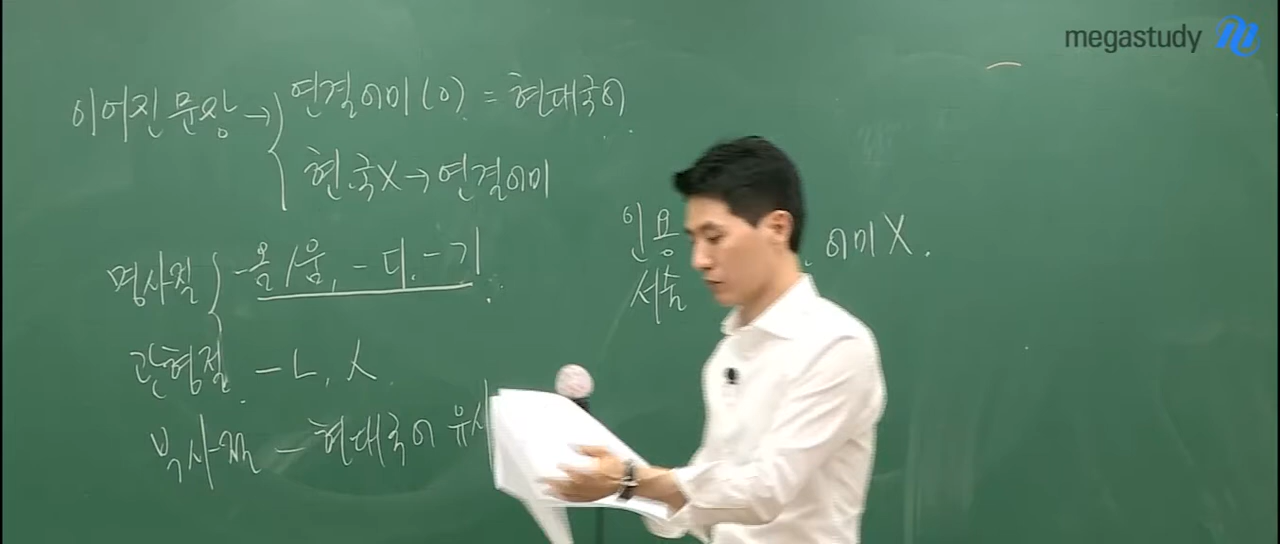 megastudy
이어진 문장 → 연결어미(o) = 현대국어
현.국X → 연결어미
명사절 -옴/움, -디, -기
관형절 -ㄴ, ㅅ
부사절 - 현대국어 유사
인용
어미X.
서술